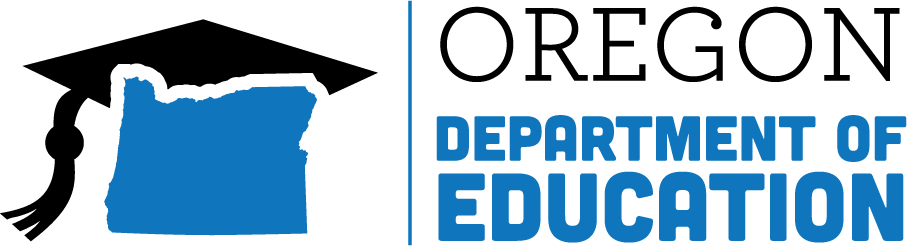 OREGON
DEPARTMENT OF
EDUCATION